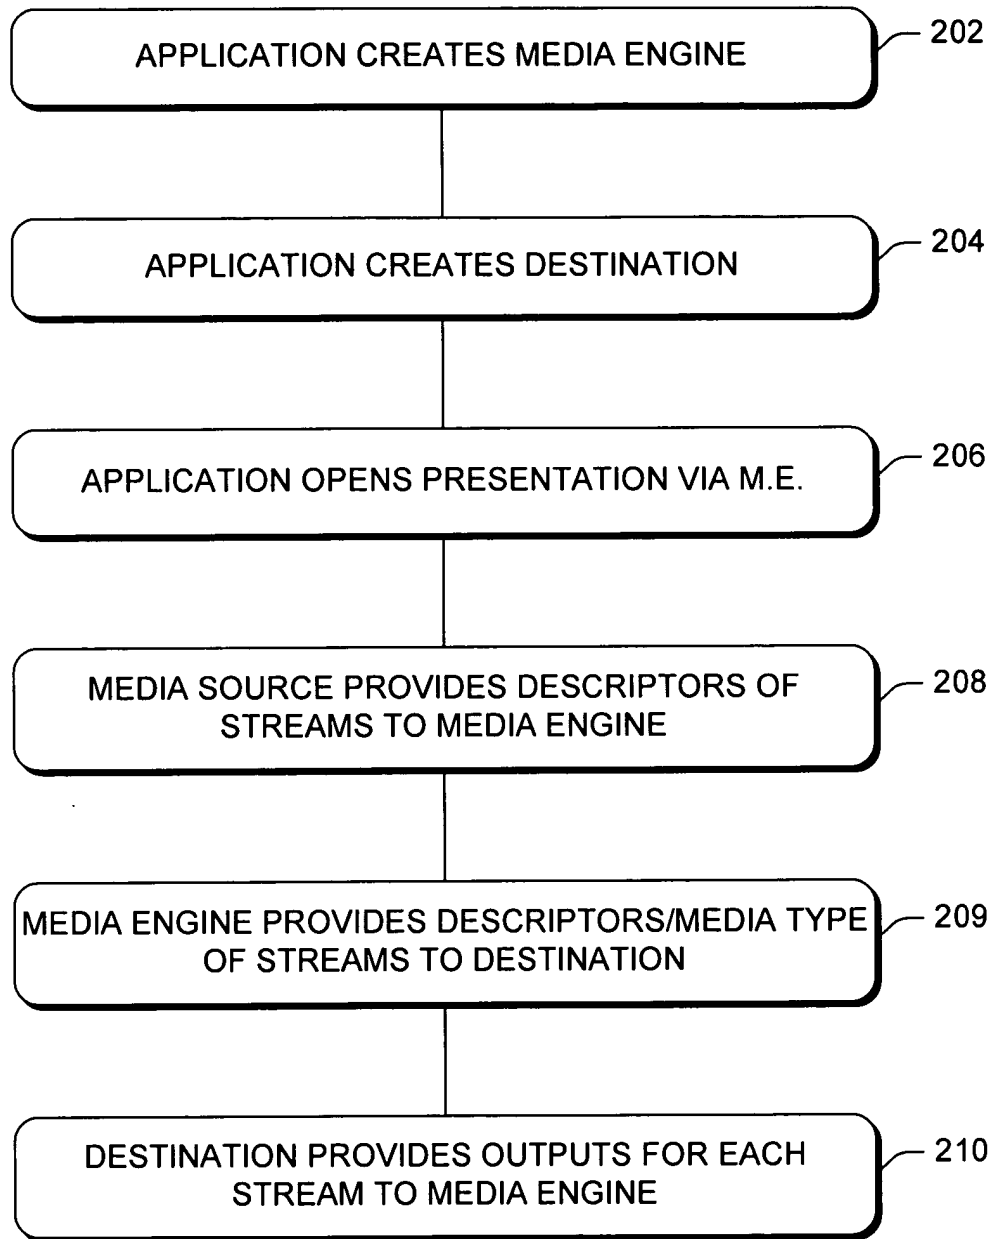 APPLICATION CREATES MEDIA ENGINE
202
APPLICATION CREATES DESTINATION
204
APPLICATION OPENS PRESENTATION VIA M.E.
206
MEDIA SOURCE PROVIDES DESCRIPTORS OF
STREAMS TO MEDIA ENGINE
208
MEDIA ENGINE PROVIDES DESCRIPTORS/MEDIA TYPE
OF STREAMS TO DESTINATION
209
DESTINATION PROVIDES OUTPUTS FOR EACH
STREAM TO MEDIA ENGINE
210